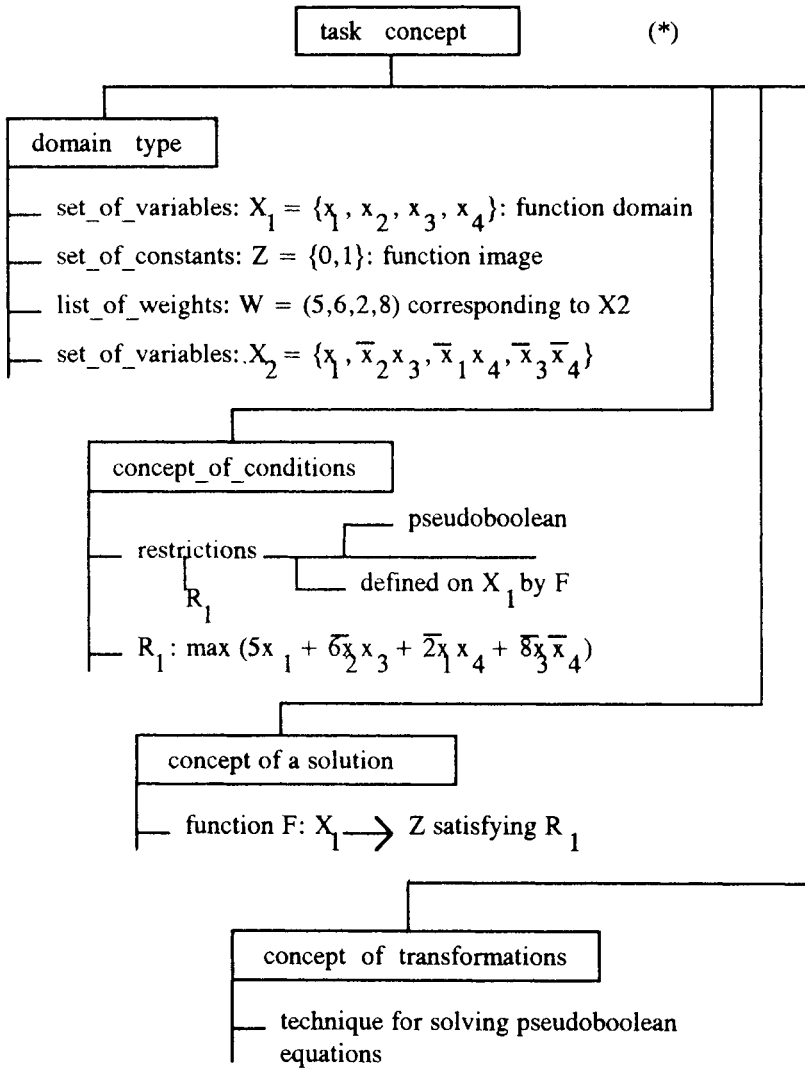 task concept (*)
domain type
set_of_variables: X₁ = {x₁, x₂, x₃, x₄}: function domain
set_of_constants: Z = {0,1}: function image
list_of_weights: W = (5,6,2,8) corresponding to X2
set_of_variables: X₂ = {x₁, x̅₂x₃, x̅₁x₄, x̅₃x̅₄}
concept_of_conditions
pseudoboolean
restrictions
defined on X₁ by F
R₁
R₁: max (5x₁ + 6x̅₂x₃ + 2x̅₁x₄ + 8x̅₃x̅₄)
concept of a solution
function F: X₁ → Z satisfying R₁
concept of transformations
technique for solving pseudoboolean
equations